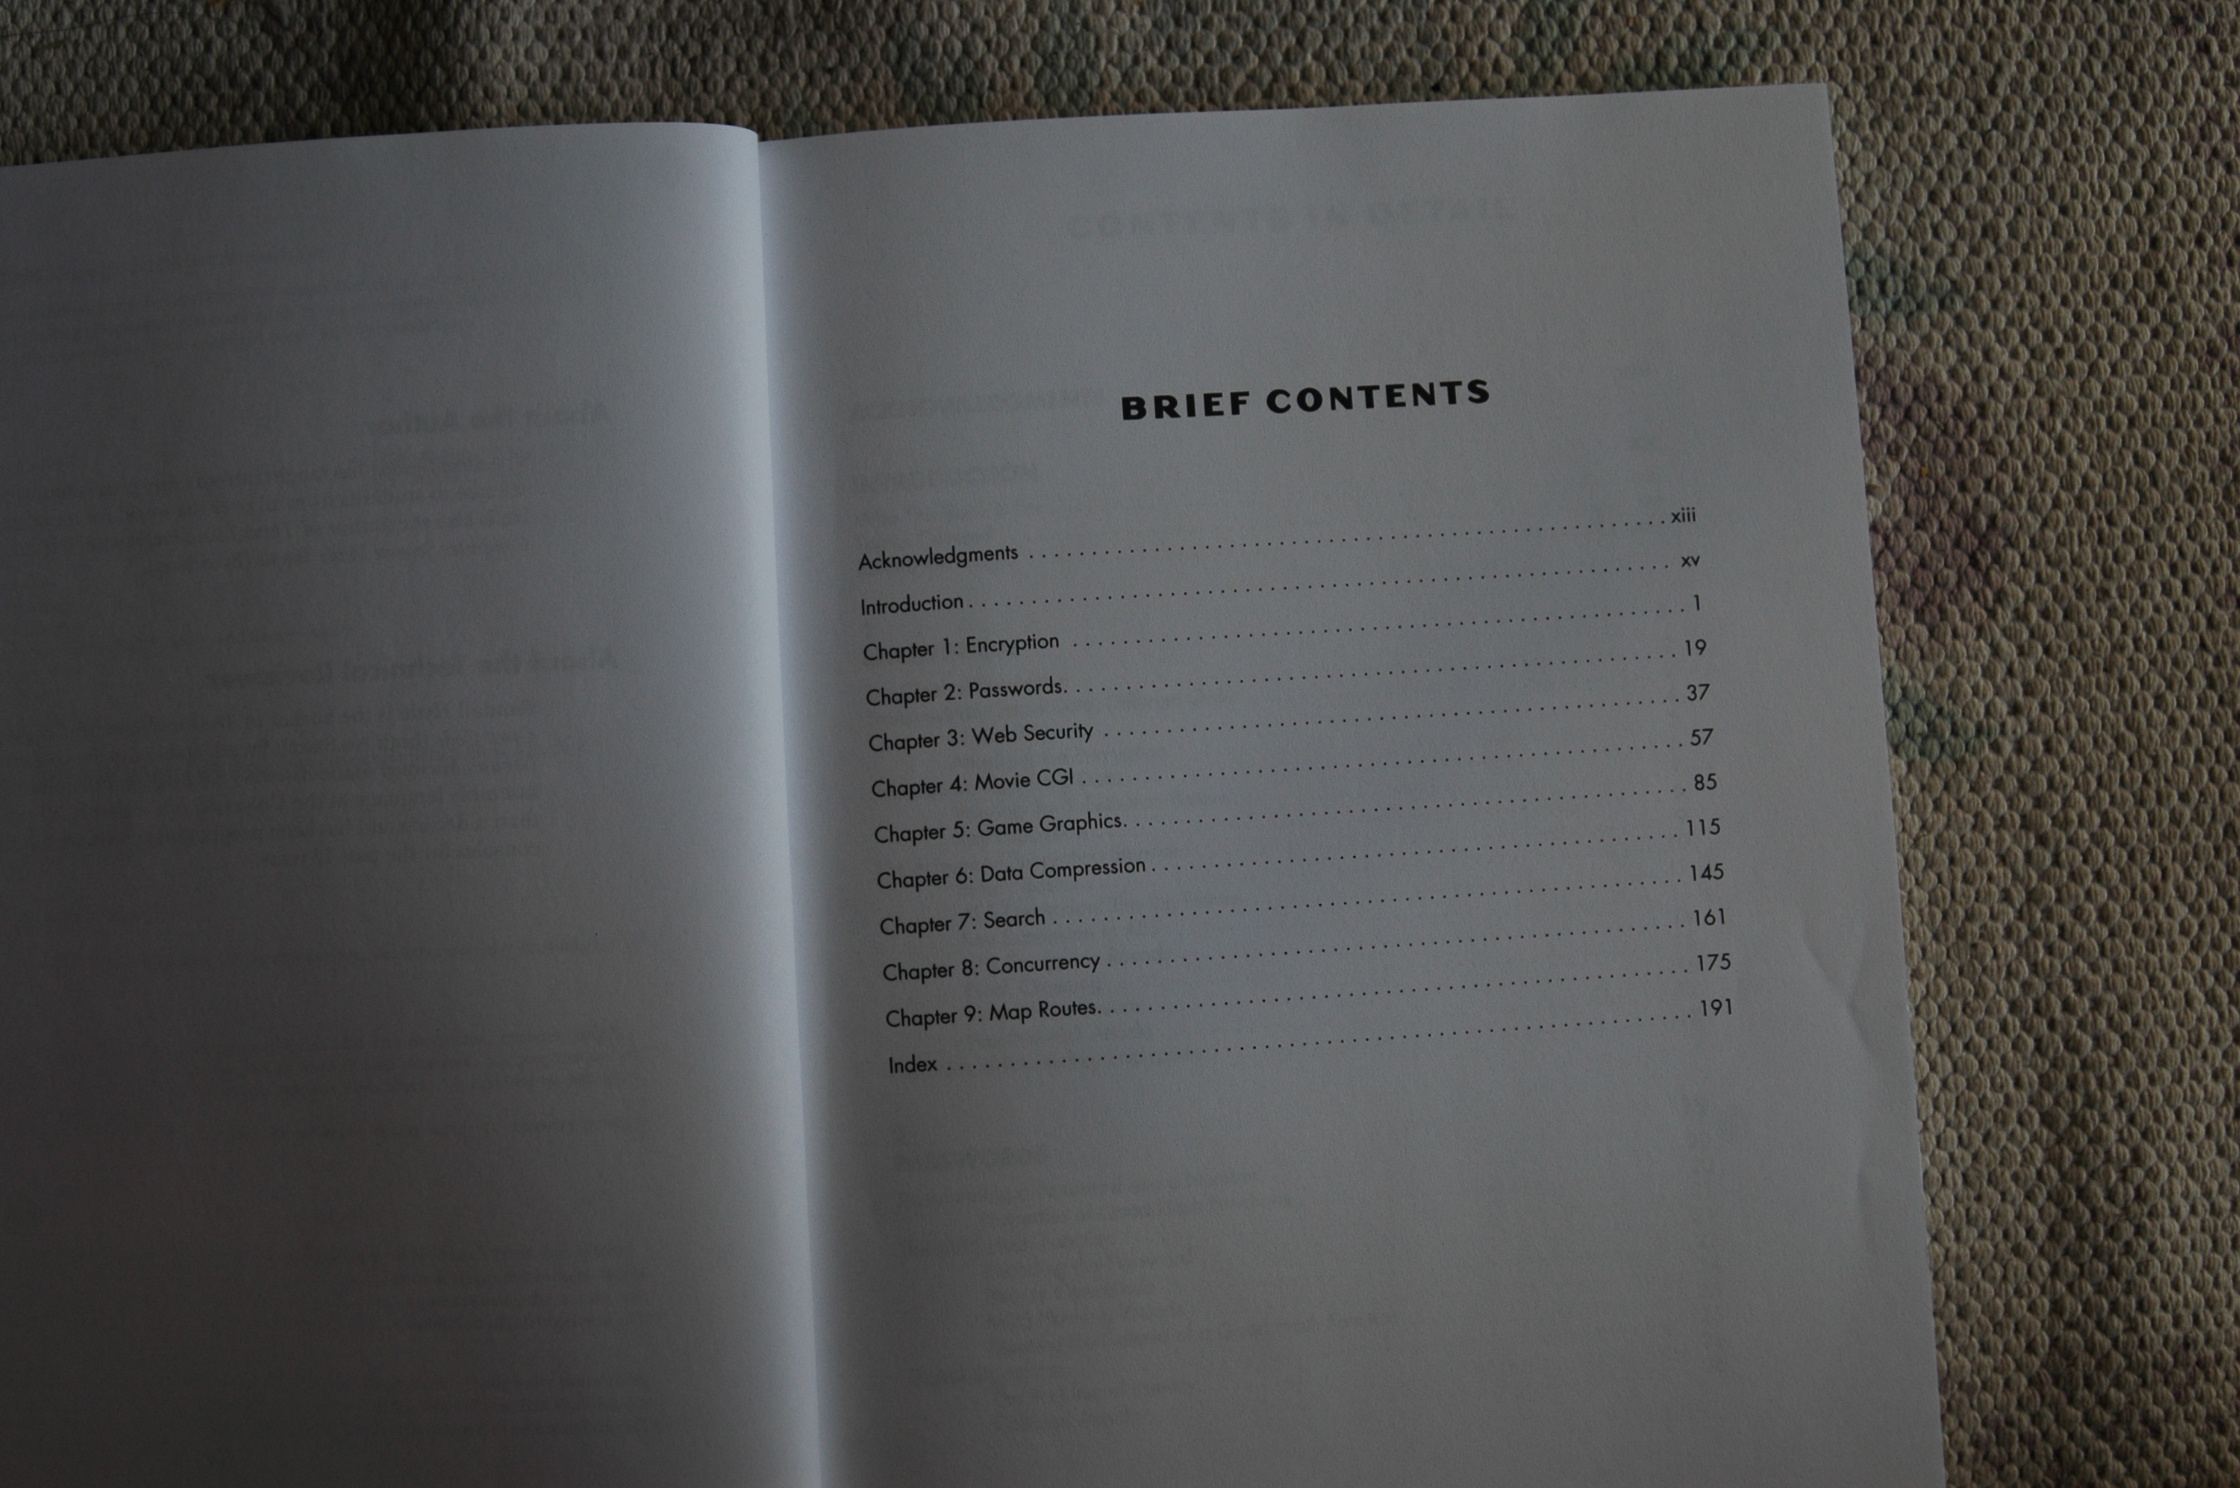 BRIEF CONTENTS
Acknowledgments . . . . . . . . . . . . . . . . . . . . . . . . . . . . . . . . . . . . . . . . xiii
Introduction . . . . . . . . . . . . . . . . . . . . . . . . . . . . . . . . . . . . . . . . xv
Chapter 1: Encryption . . . . . . . . . . . . . . . . . . . . . . . . . . . . . . . . . . . . . . . . 1
Chapter 2: Passwords. . . . . . . . . . . . . . . . . . . . . . . . . . . . . . . . . . . . . . . . 19
Chapter 3: Web Security . . . . . . . . . . . . . . . . . . . . . . . . . . . . . . . . . . . . . . . . 37
Chapter 4: Movie CGI . . . . . . . . . . . . . . . . . . . . . . . . . . . . . . . . . . . . . . . . 57
Chapter 5: Game Graphics. . . . . . . . . . . . . . . . . . . . . . . . . . . . . . . . . . . . . . . . 85
Chapter 6: Data Compression . . . . . . . . . . . . . . . . . . . . . . . . . . . . . . . . . . . . . . . . 115
Chapter 7: Search . . . . . . . . . . . . . . . . . . . . . . . . . . . . . . . . . . . . . . . . 145
Chapter 8: Concurrency . . . . . . . . . . . . . . . . . . . . . . . . . . . . . . . . . . . . . . . . 161
Chapter 9: Map Routes. . . . . . . . . . . . . . . . . . . . . . . . . . . . . . . . . . . . . . . . 175
Index . . . . . . . . . . . . . . . . . . . . . . . . . . . . . . . . . . . . . . . . 191